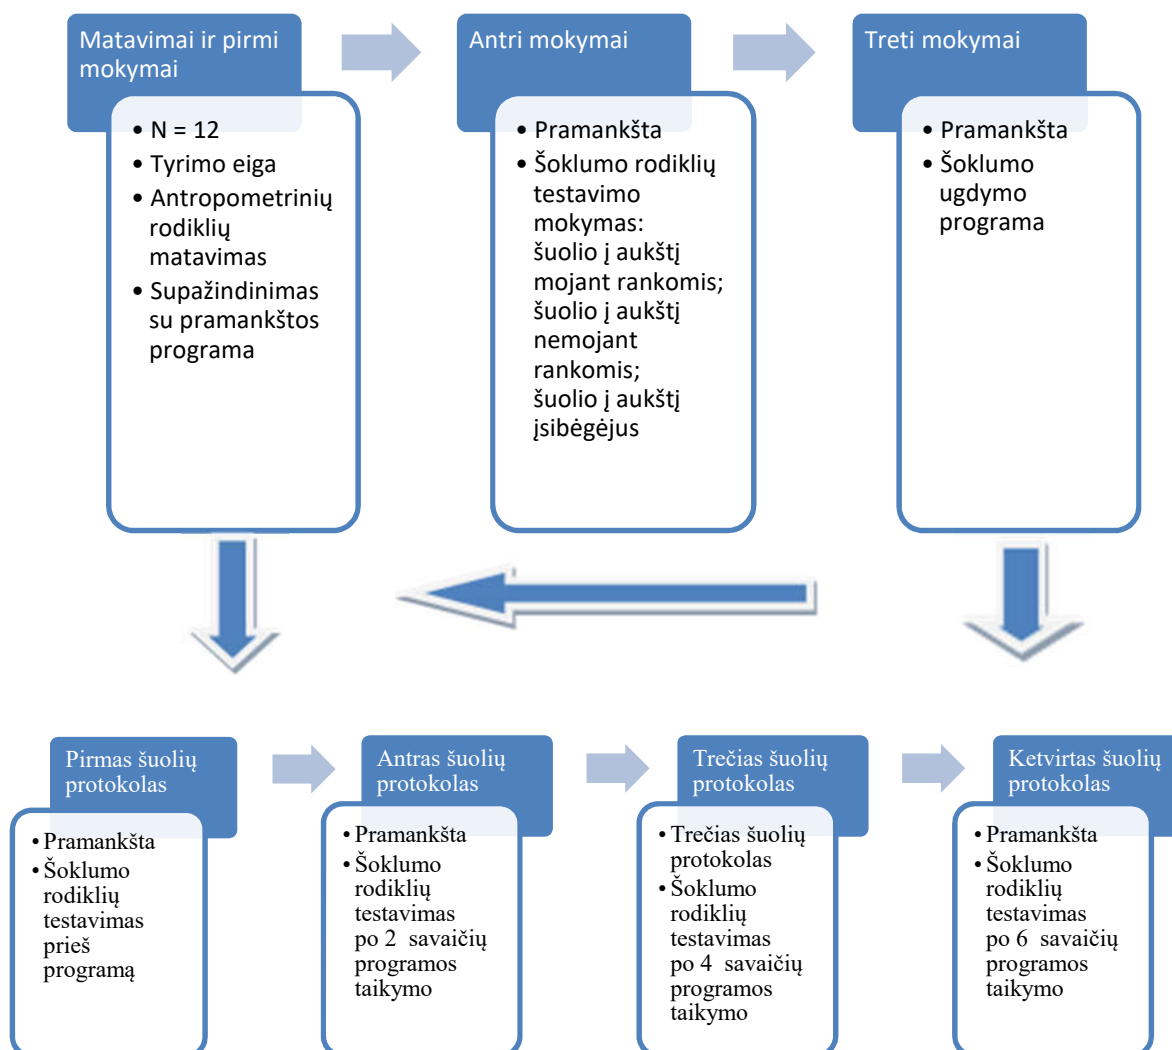 Matavimai ir pirmi
mokymai
• N = 12
• Tyrimo eiga
• Antropometrinių
rodiklių
matavimas
• Supažindinimas
su pramankštos
programa
Antri mokymai
• Pramankšta
• Šoklumo rodiklių
testavimo
mokymas:
šuolio į aukštį
mojant rankomis;
šuolio į aukštį
nemojant
rankomis;
šuolio į aukštį
įsibėgėjus
Treti mokymai
• Pramankšta
• Šoklumo
ugdymo
programa
Pirmas šuolių
protokolas
• Pramankšta
• Šoklumo
rodiklių
testavimas
prieš
programą
Antras šuolių
protokolas
• Pramankšta
• Šoklumo
rodiklių
testavimas
po 2 savaičių
programos
taikymo
Trečias šuolių
protokolas
• Trečias šuolių
protokolas
• Šoklumo
rodiklių
testavimas
po 4 savaičių
programos
taikymo
Ketvirtas šuolių
protokolas
• Pramankšta
• Šoklumo
rodiklių
testavimas
po 6 savaičių
programos
taikymo